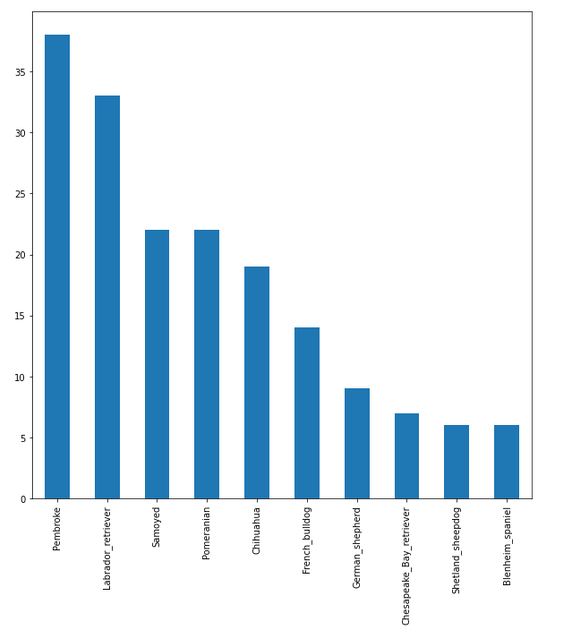 35
30
25
20
15
10
5
0
Pembroke
Labrador_retriever
Samoyed
Pomeranian
Chihuahua
French_bulldog
German_shepherd
Chesapeake_Bay_retriever
Shetland_sheepdog
Blenheim_spaniel